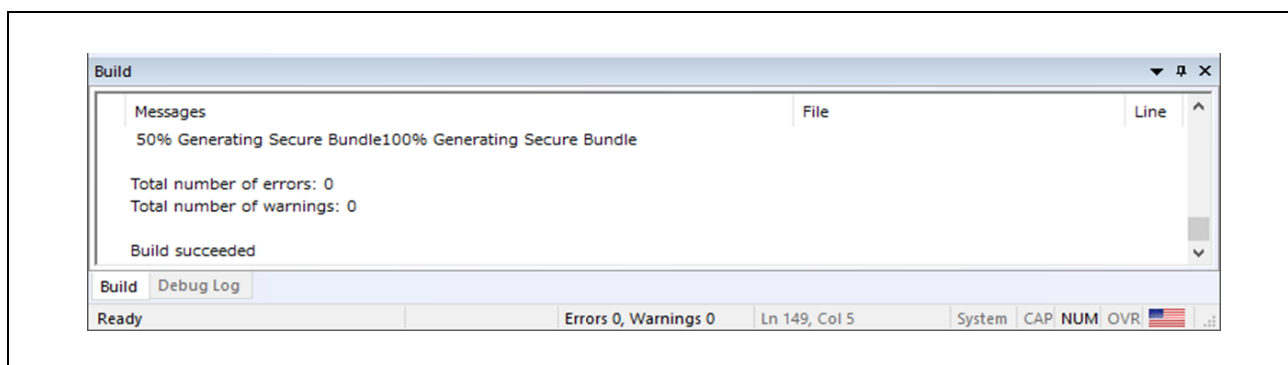 Build
Messages File Line
50% Generating Secure Bundle100% Generating Secure Bundle
Total number of errors: 0
Total number of warnings: 0
Build succeeded
Build Debug Log
Ready Errors 0, Warnings 0 Ln 149, Col 5 System CAP NUM OVR